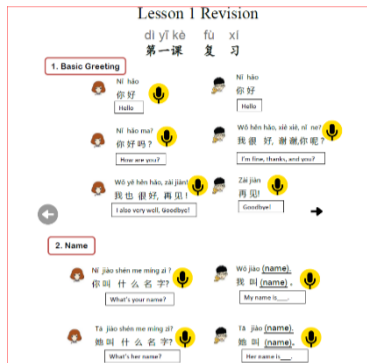 Lesson 1 Revision
dì yī kè fù xí
第一课 复 习
1. Basic Greeting
Nǐ hǎo
你 好
Hello
Nǐ hǎo
你 好
Hello
Nǐ hǎo ma?
你 好 吗？
How are you?
Wǒ hěn hǎo, xiè xiè, nǐ ne?
我 很 好, 谢谢,你 呢？
I'm fine, thanks, and you?
Wǒ yě hěn hǎo, zài jiàn!
我 也 很好, 再 见！
I also very well, Goodbye!
Zài jiàn
再 见!
Goodbye!
2. Name
Nǐ jiào shén me míng zi ?
你 叫 什 么 名 字?
What's your name?
Wǒ jiào (name).
我 叫 (name) 。
My name is___.
Tā jiào shén me míng zi?
她 叫 什 么 名 字?
What's her name?
Tā jiào (name).
她 叫 (name) 。
Her name is___.